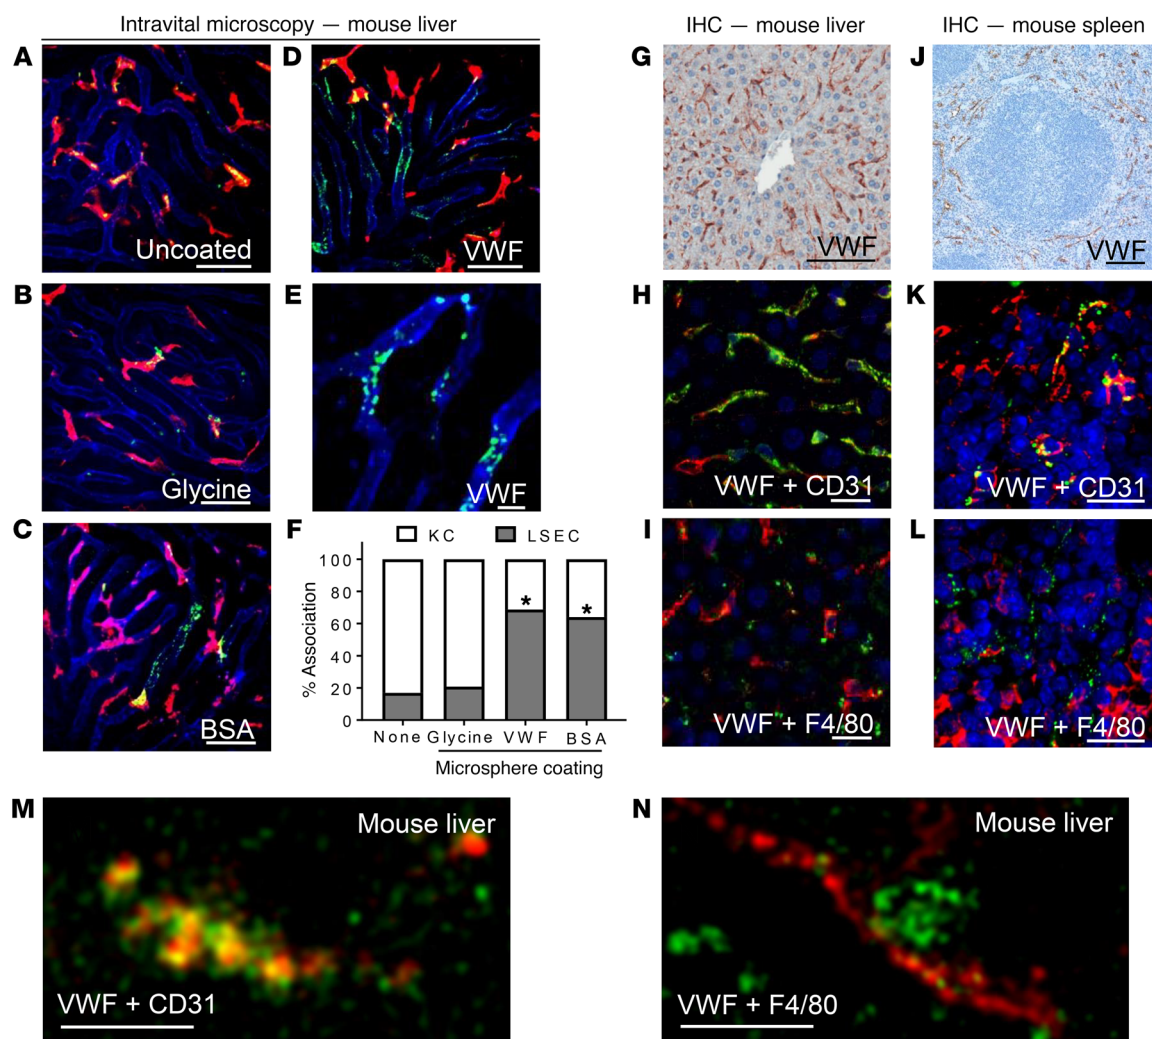 Intravital microscopy — mouse liver
IHC — mouse liver
IHC — mouse spleen
A
Uncoated
D
VWF
G
VWF
J
VWF
B
Glycine
E
VWF
H
VWF + CD31
K
VWF + CD31
C
BSA
F
KC
LSEC
% Association
100
80
60
40
20
0
*
*
None
Glycine
VWF
BSA
Microsphere coating
I
VWF + F4/80
L
VWF + F4/80
M
Mouse liver
VWF + CD31
N
Mouse liver
VWF + F4/80